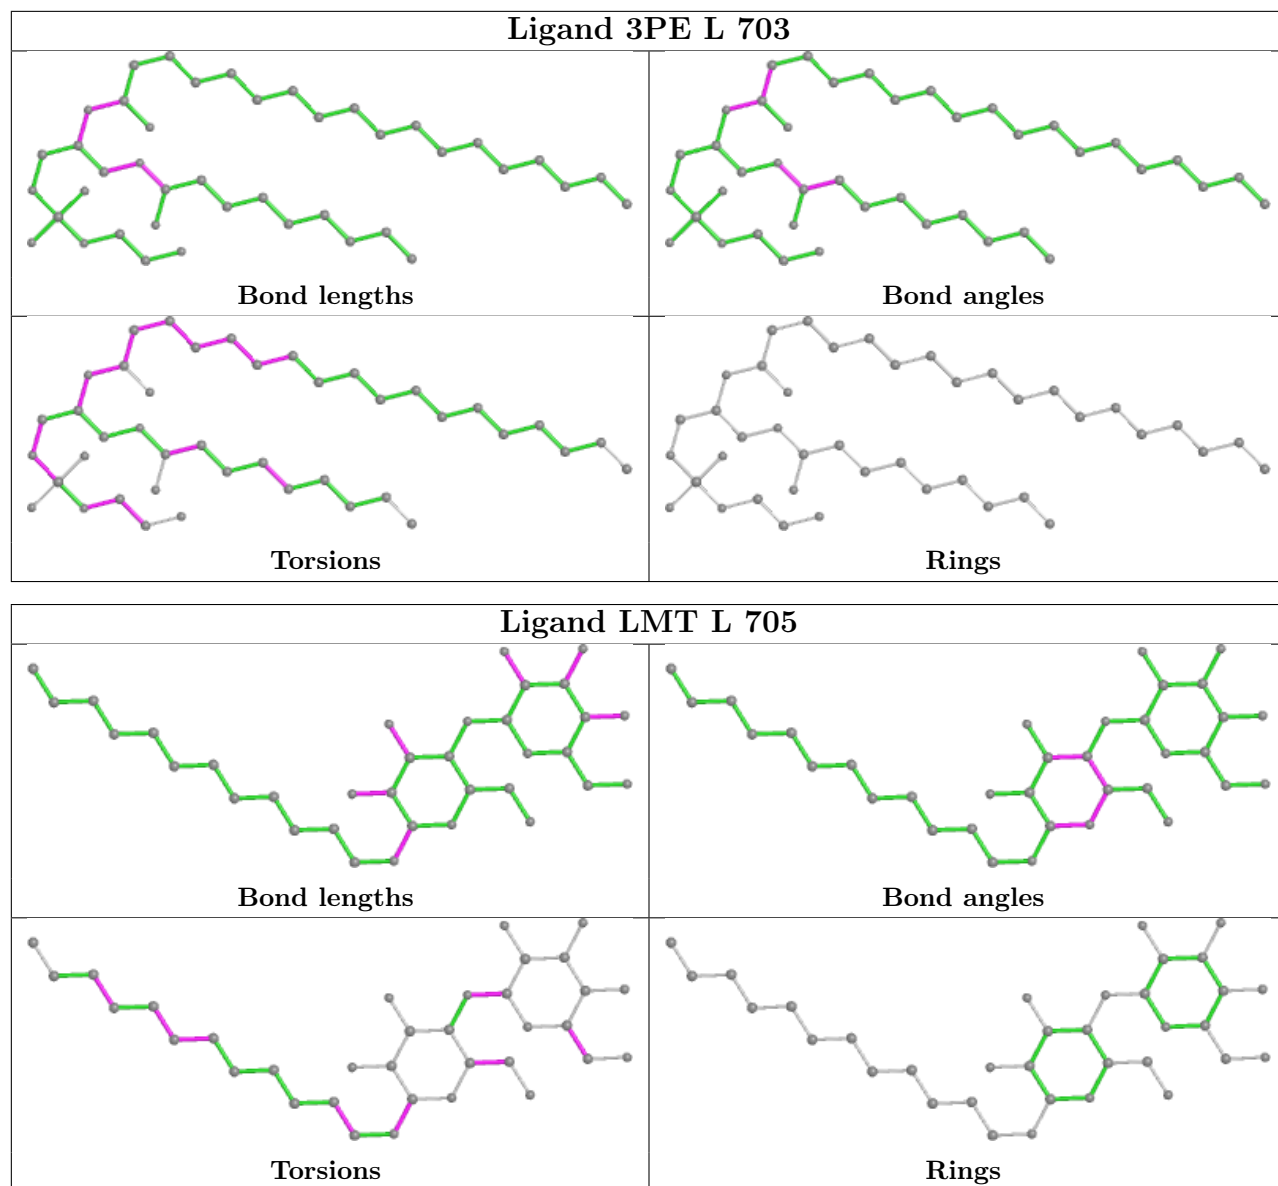 Ligand 3PE L 703
Bond lengths
Bond angles
Torsions
Rings
Ligand LMT L 705
Bond lengths
Bond angles
Torsions
Rings